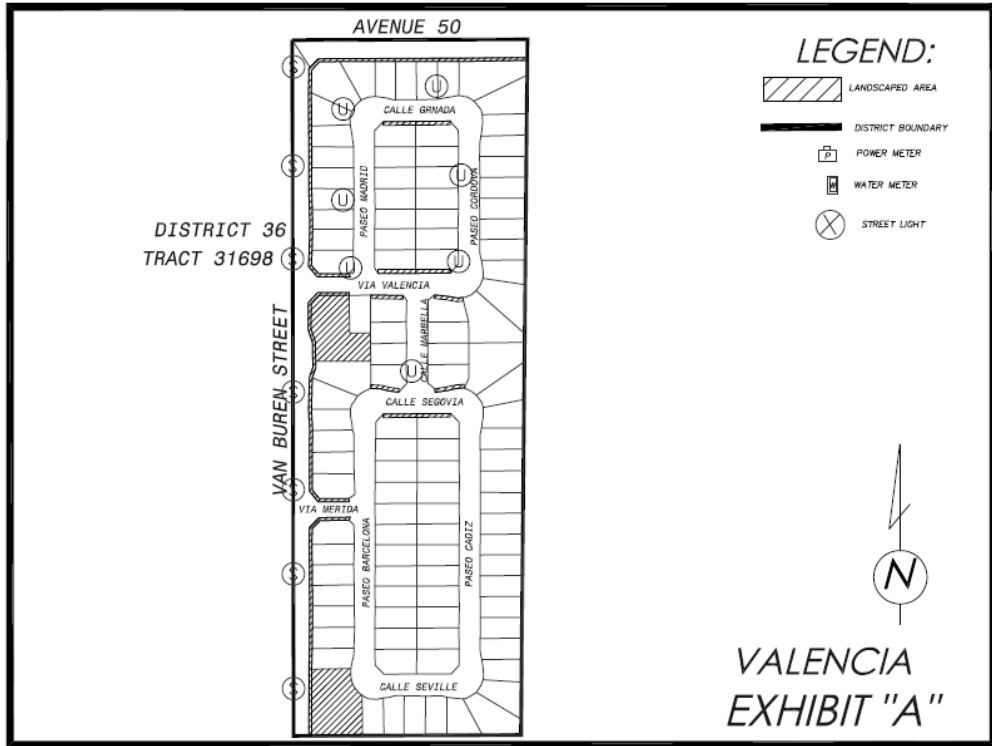 AVENUE 50
LEGEND:
LANDSCAPED AREA
DISTRICT BOUNDARY
P
POWER METER
W
WATER METER
STREET LIGHT
S
U
U
CALLE GRNADA
S
PASEO MADRID
PASEO CORDOVA
U
U
DISTRICT 36
TRACT 31698
S
U
U
VIA VALENCIA
CALLE MARBELLA
VAN BUREN STREET
U
S
CALLE SEGOVIA
S
VIA MERIDA
PASEO BARCELONA
PASEO CADIZ
S
N
S
CALLE SEVILLE
VALENCIA
EXHIBIT "A"